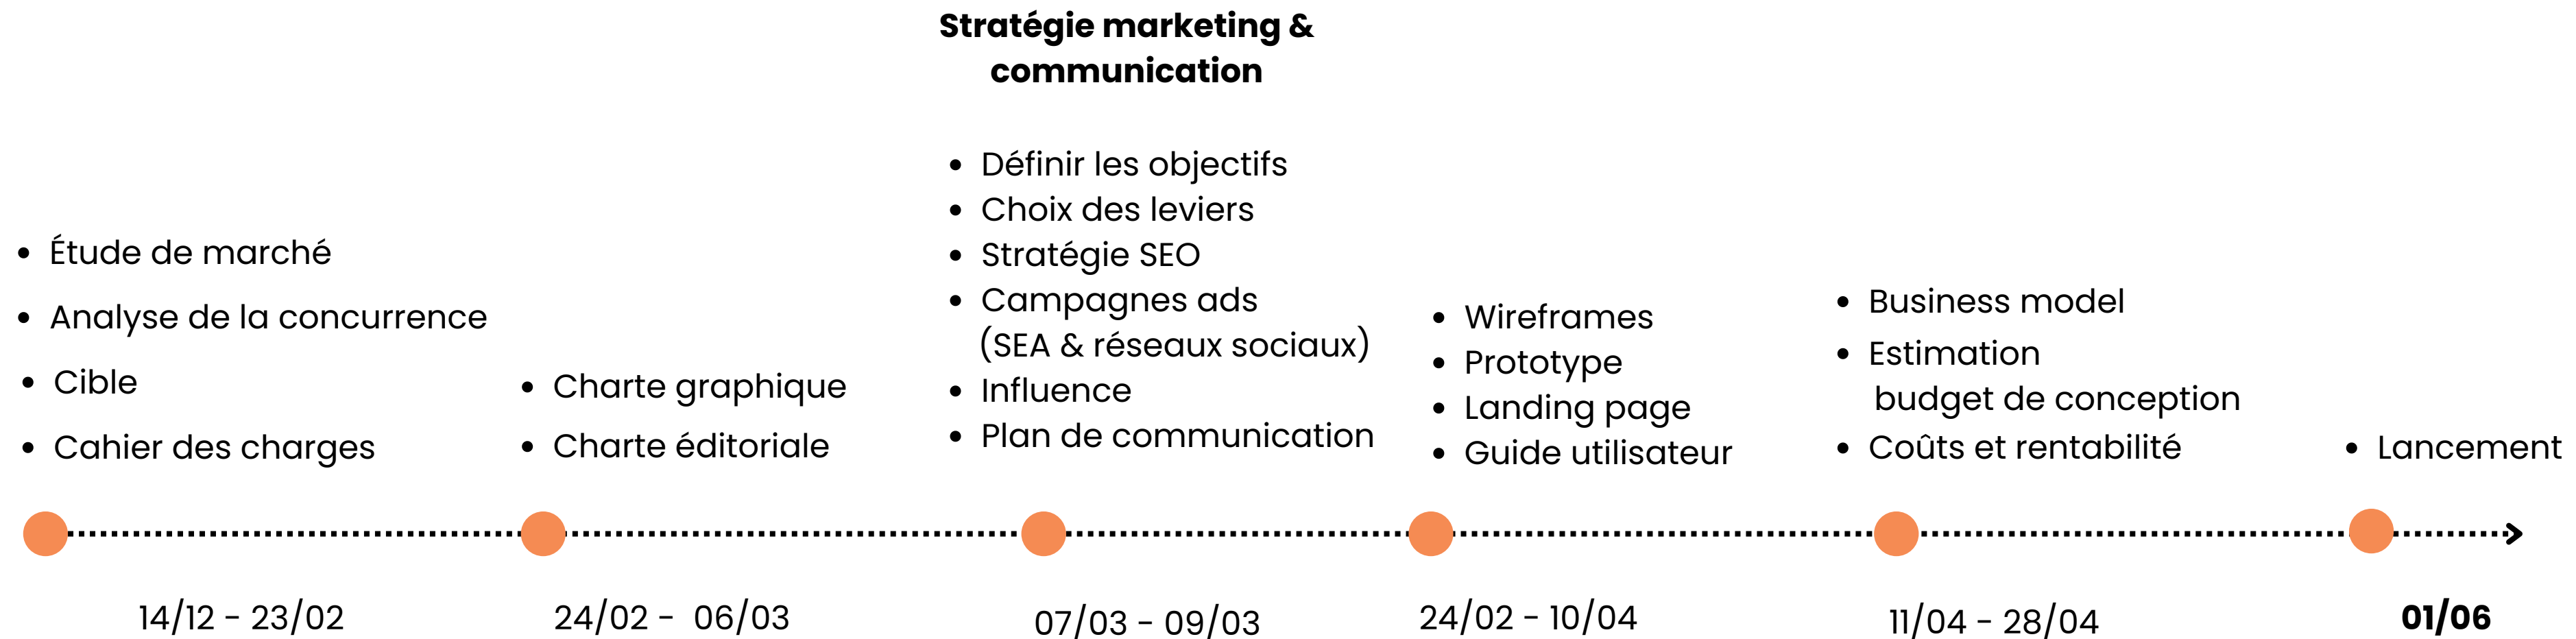 Stratégie marketing &
communication
• Étude de marché
• Analyse de la concurrence
• Cible
• Cahier des charges
• Charte graphique
• Charte éditoriale
• Définir les objectifs
• Choix des leviers
• Stratégie SEO
• Campagnes ads
(SEA & réseaux sociaux)
• Influence
• Plan de communication
• Wireframes
• Prototype
• Landing page
• Guide utilisateur
• Business model
• Estimation
budget de conception
• Coûts et rentabilité
• Lancement
14/12 - 23/02
24/02 - 06/03
07/03 - 09/03
24/02 - 10/04
11/04 - 28/04
01/06